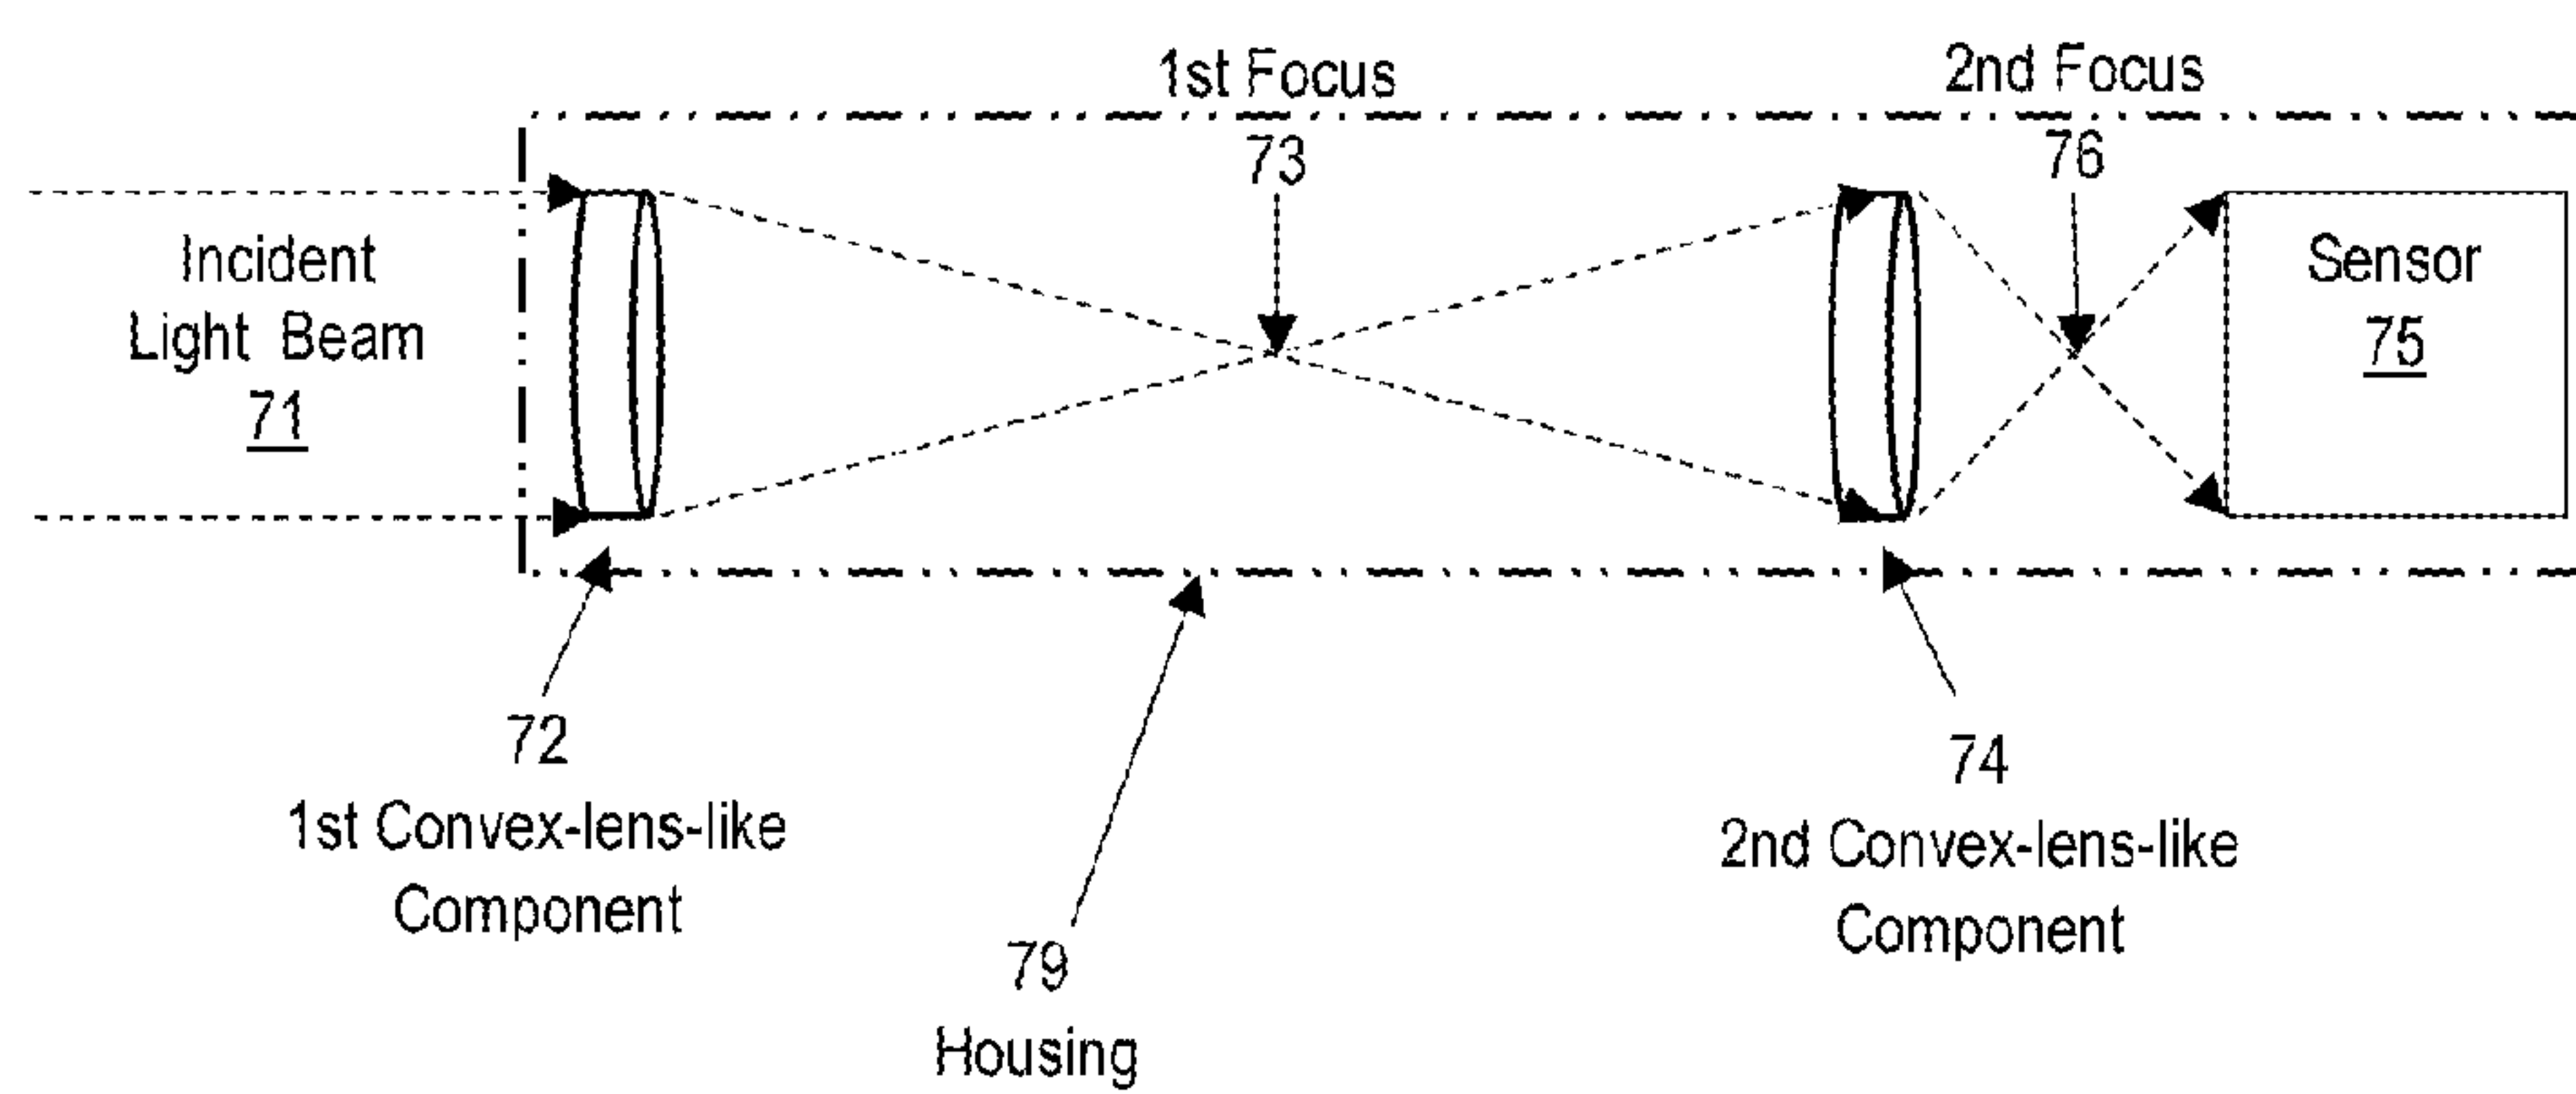 1st Focus
2nd Focus
73
76
Incident
Light Beam
71
Sensor
75
72
1st Convex-lens-like
Component
74
2nd Convex-lens-like
Component
79
Housing